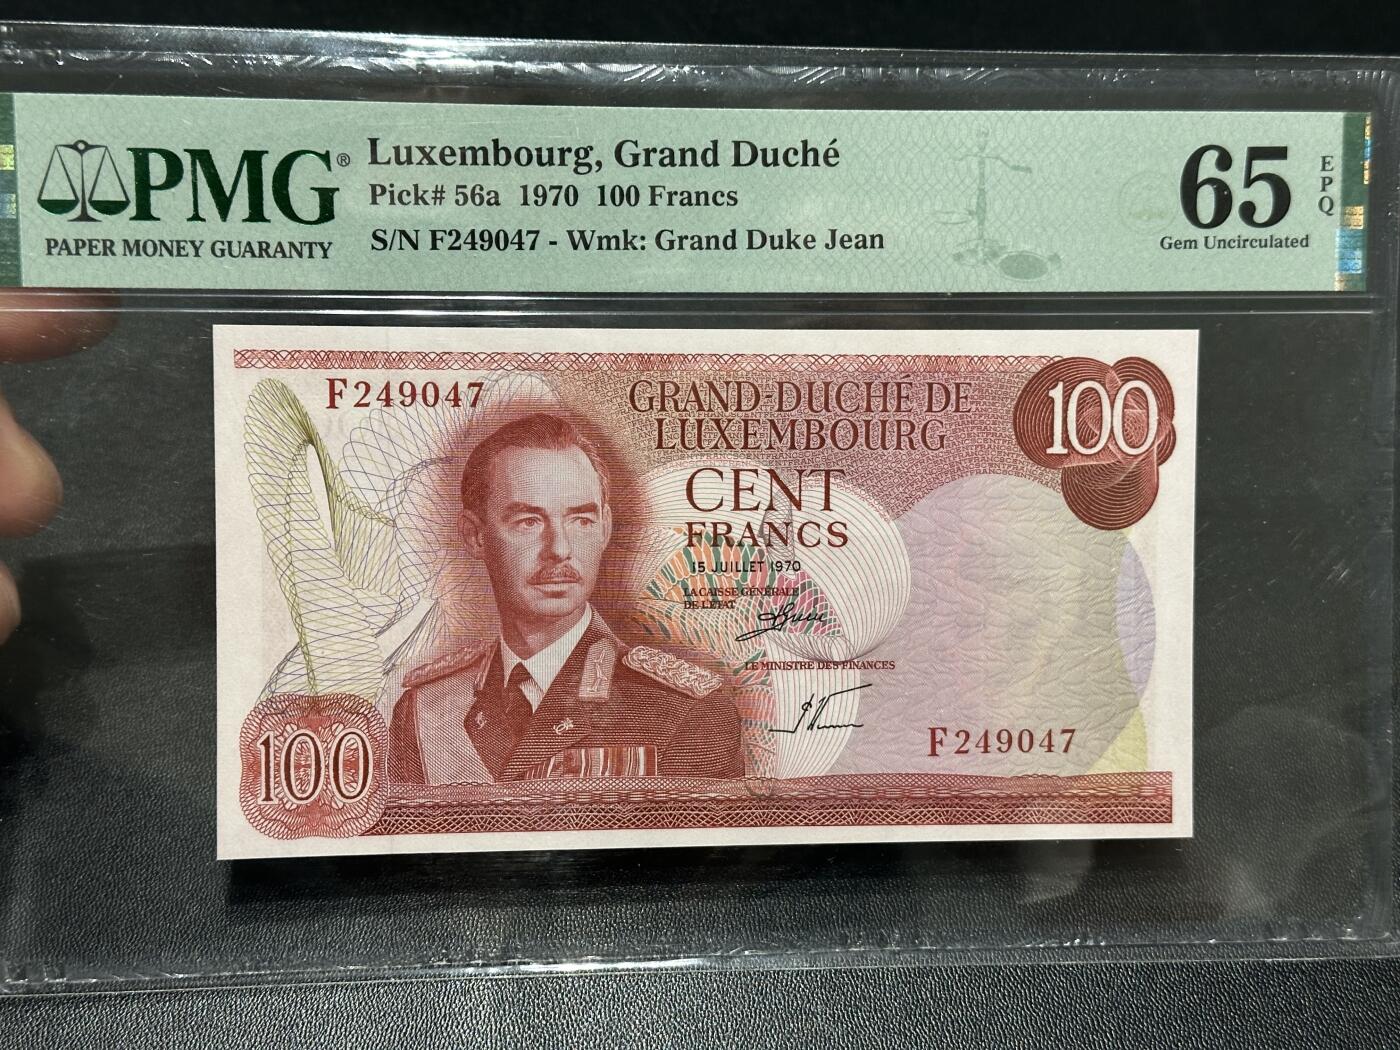 PMG®
PAPER MONEY GUARANTY
Luxembourg, Grand Duché
Pick# 56a 1970 100 Francs
S/N F249047 - Wmk: Grand Duke Jean
65
EPQ
Gem Uncirculated
F249047
GRAND-DUCHÉ DE
LUXEMBOURG
100
CENT
FRANCS
15 JUILLET 1970
LA CAISSE GÉNÉRALE
DE L'ÉTAT
LE MINISTRE DES FINANCES
F249047
100